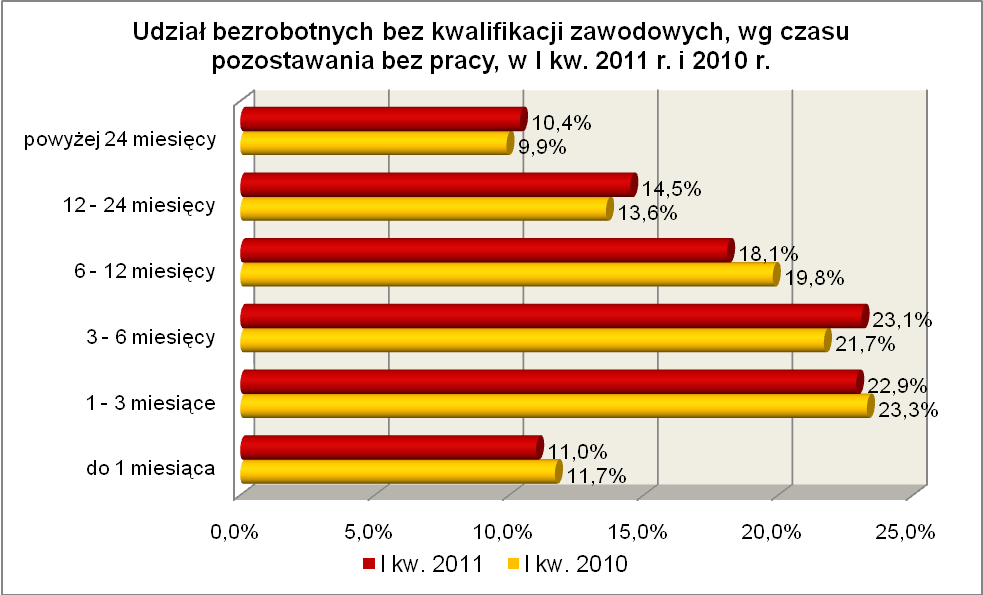 Udział bezrobotnych bez kwalifikacji zawodowych, wg czasu
pozostawania bez pracy, w I kw. 2011 r. i 2010 r.
powyżej 24 miesięcy
10,4%
9,9%
12 - 24 miesięcy
14,5%
13,6%
6 - 12 miesięcy
18,1%
19,8%
3 - 6 miesięcy
23,1%
21,7%
1 - 3 miesiące
22,9%
23,3%
do 1 miesiąca
11,0%
11,7%
0,0% 5,0% 10,0% 15,0% 20,0% 25,0%
I kw. 2011 I kw. 2010